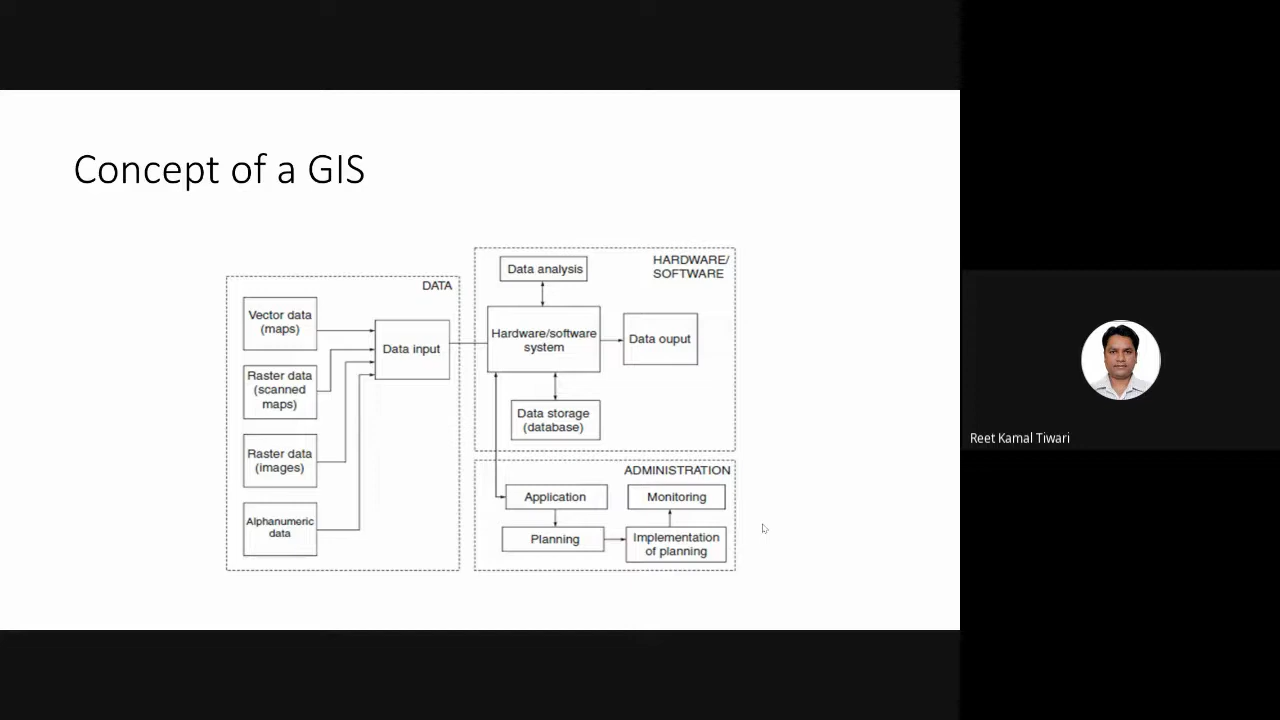 Concept of a GIS
DATA
Vector data
(maps)
Raster data
(scanned
maps)
Raster data
(images)
Alphanumeric
data
Data input
HARDWARE/
SOFTWARE
Data analysis
Hardware/software
system
Data ouput
Data storage
(database)
ADMINISTRATION
Application
Monitoring
Planning
Implementation
of planning
Reet Kamal Tiwari